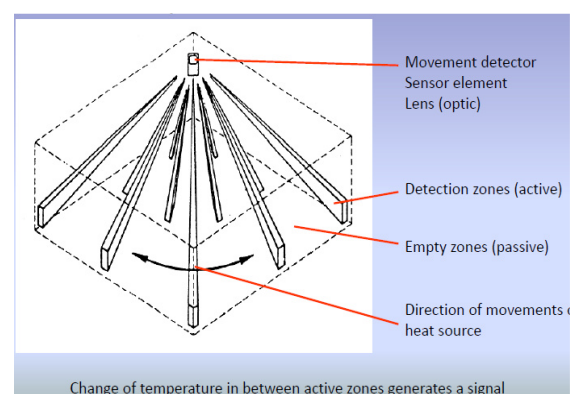 Movement detector
Sensor element
Lens (optic)
Detection zones (active)
Empty zones (passive)
Direction of movements
heat source
Change of temperature in between active zones generates a signal